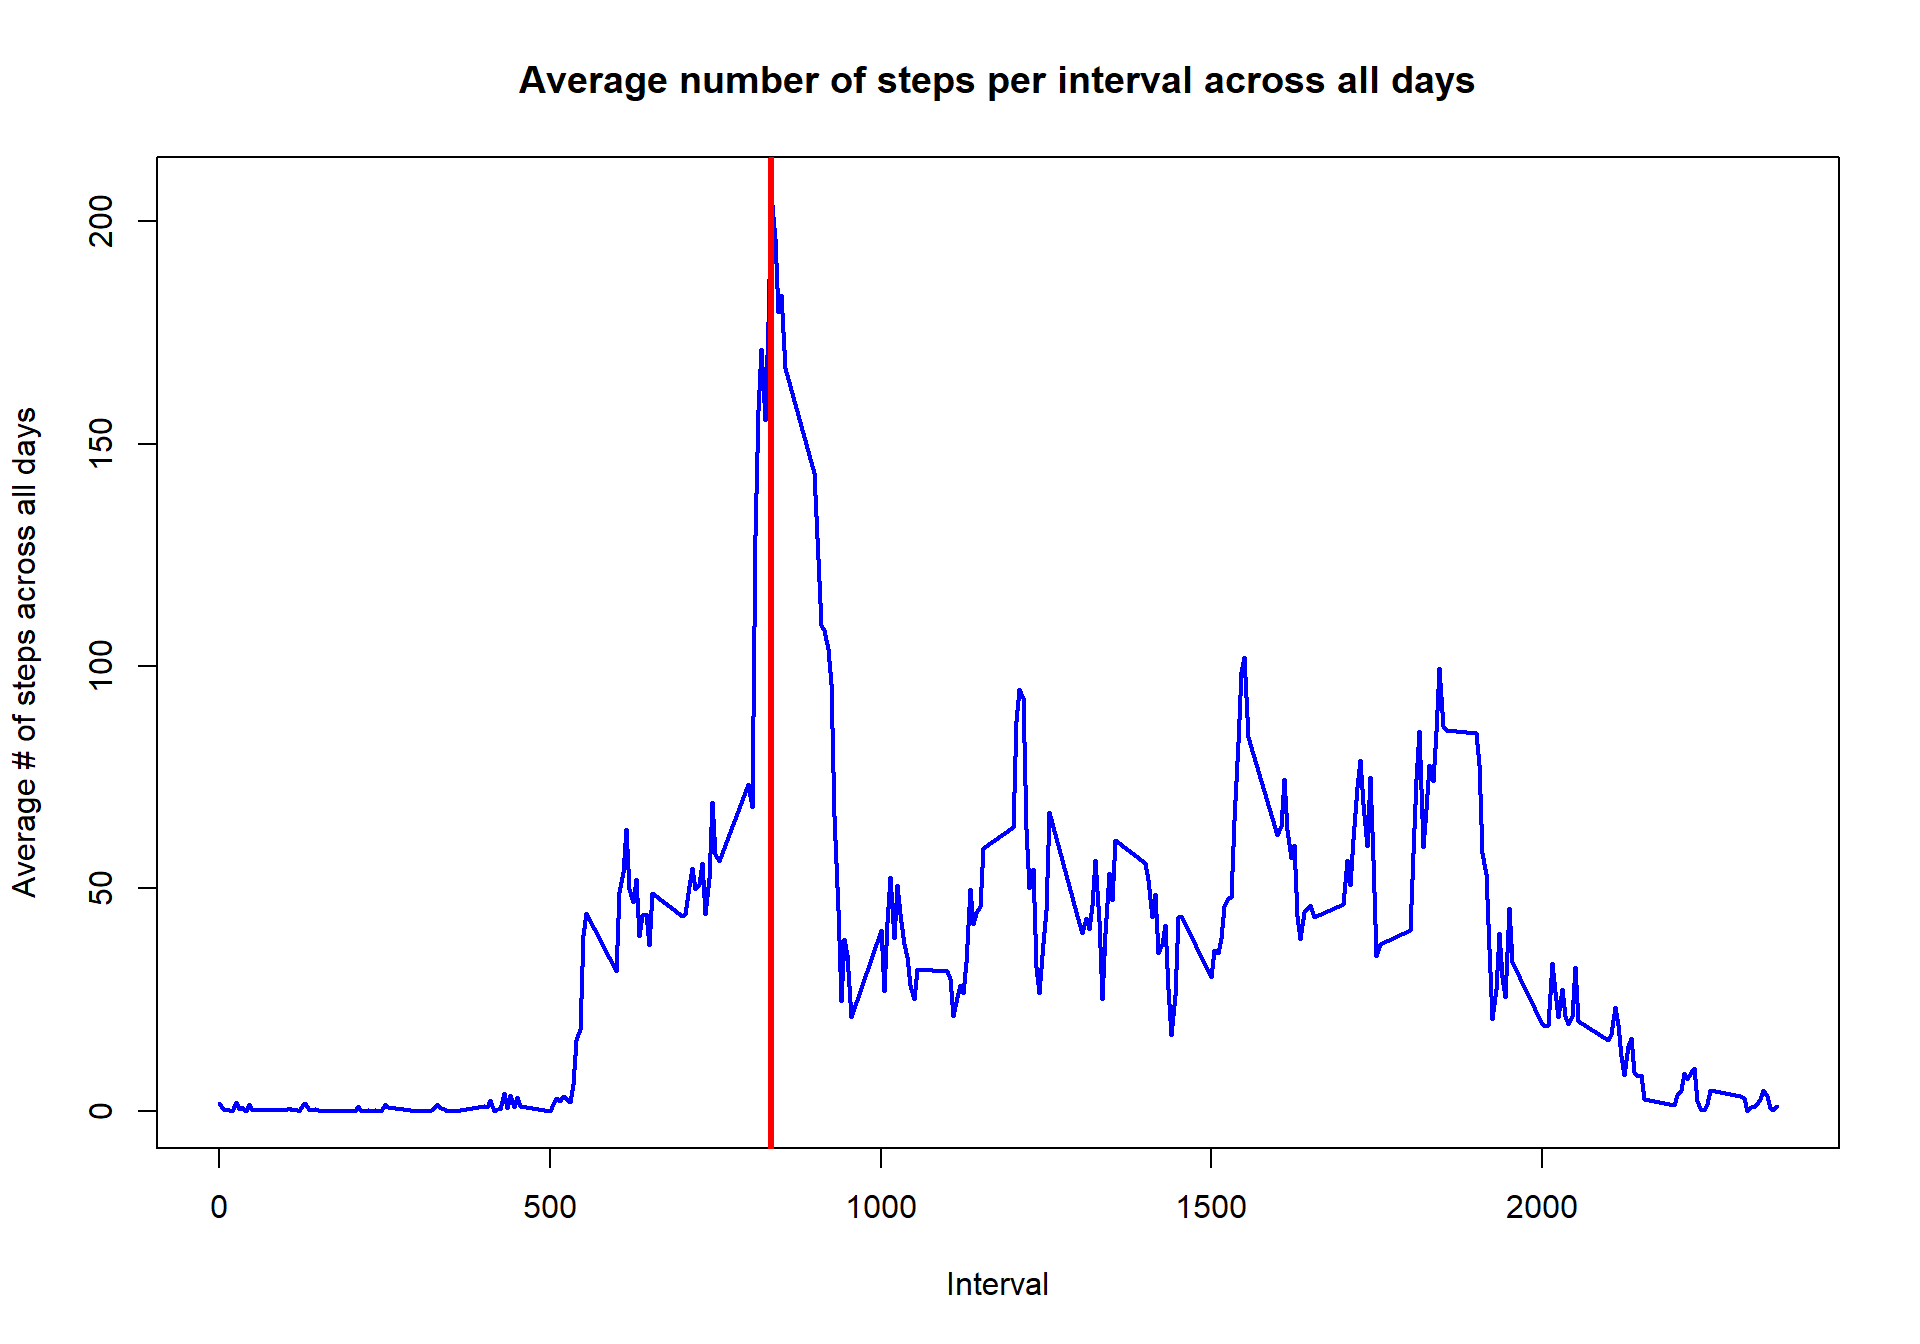 Average number of steps per interval across all days
Average # of steps across all days
200
150
100
50
0
0 500 1000 1500 2000
Interval